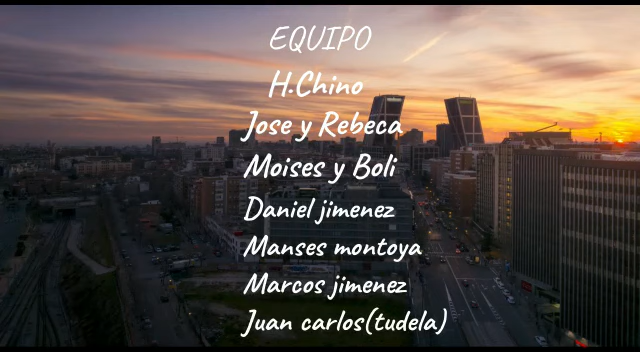 EQUIPO
H.Chino
Jose y Rebeca
Moises y Boli
Daniel jimenez
Manses montoya
Marcos jimenez
Juan carlos(tudela)